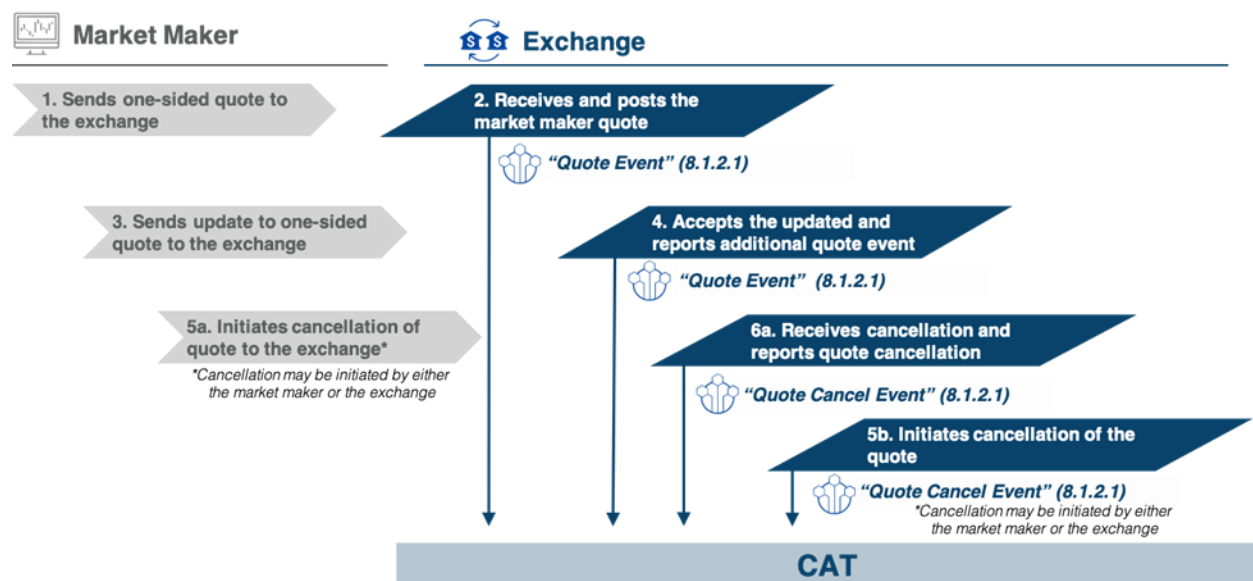 Market Maker
Exchange
1. Sends one-sided quote to
the exchange
2. Receives and posts the
market maker quote
"Quote Event" (8.1.2.1)
3. Sends update to one-sided
quote to the exchange
4. Accepts the updated and
reports additional quote event
"Quote Event" (8.1.2.1)
5a. Initiates cancellation of
quote to the exchange*
*Cancellation may be initiated by either
the market maker or the exchange
6a. Receives cancellation and
reports quote cancellation
"Quote Cancel Event" (8.1.2.1)
5b. Initiates cancellation of the
quote
"Quote Cancel Event" (8.1.2.1)
*Cancellation may be initiated by either
the market maker or the exchange
CAT